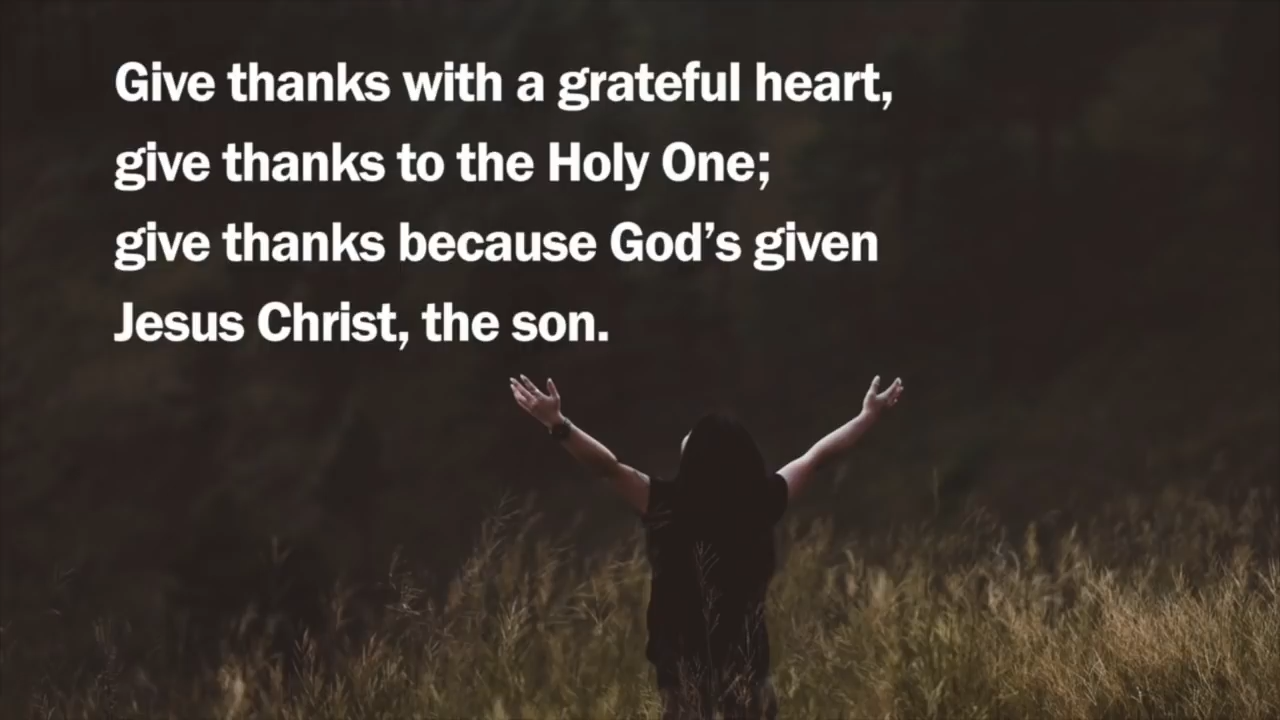 Give thanks with a grateful heart,
give thanks to the Holy One;
give thanks because God’s given
Jesus Christ, the son.